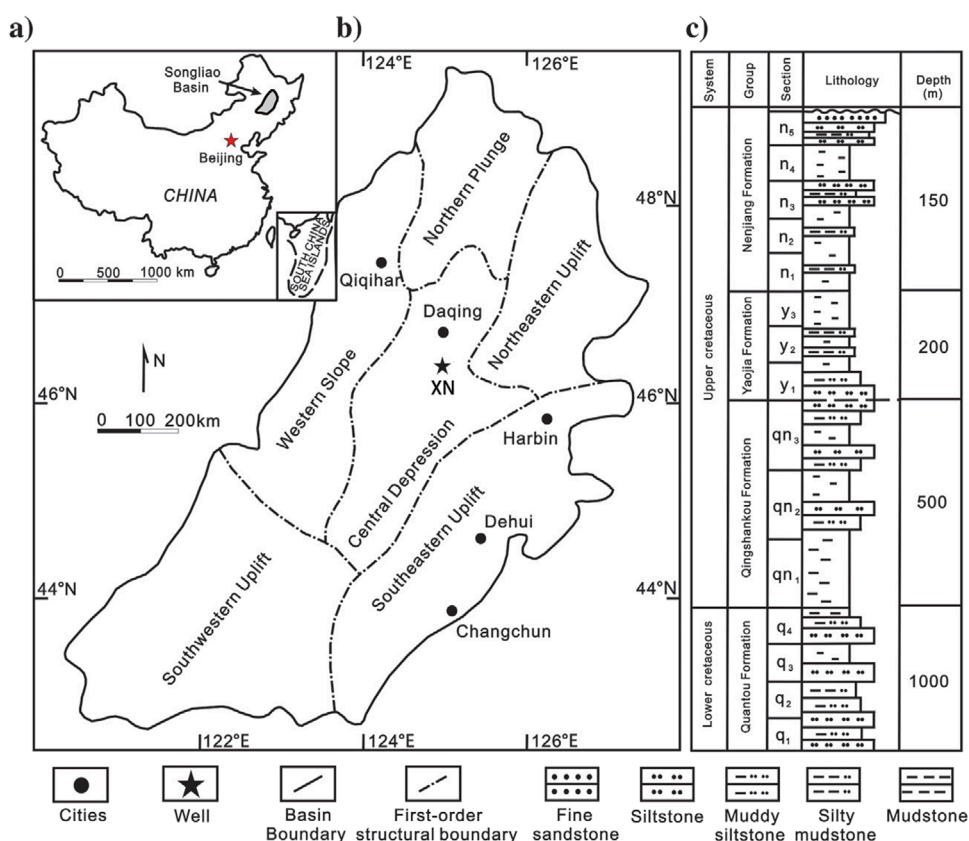 a)
b)
c)
Songliao
Basin
Beijing
CHINA
0 500 1000 km
SOUTH CHINA
SEA ISLANDS
124°E
126°E
48°N
46°N
44°N
122°E
124°E
126°E
N
0 100 200km
Northern Plunge
Qiqihar
Daqing
Northeastern Uplift
XN
Western Slope
Harbin
Central Depression
Dehui
Southeastern Uplift
Southwestern Uplift
Changchun
System
Group
Section
Lithology
Depth
(m)
Upper cretaceous
Lower cretaceous
Nenjiang Formation
Yaojia Formation
Qingshankou Formation
Quantou Formation
n5
n4
n3
n2
n1
y3
y2
y1
qn3
qn2
qn1
q4
q3
q2
q1
150
200
500
1000
Cities
Well
Basin
Boundary
First-order
structural boundary
Fine
sandstone
Siltstone
Muddy
siltstone
Silty
mudstone
Mudstone